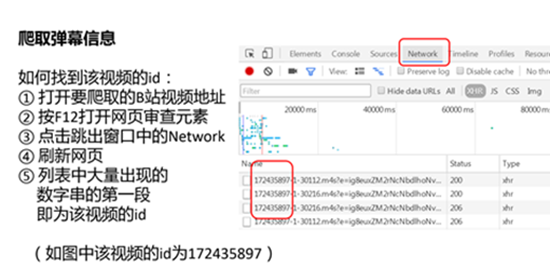 爬取弹幕信息
如何找到该视频的id：
① 打开要爬取的B站视频地址
② 按F12打开网页审查元素
③ 点击跳出窗口中的Network
④ 刷新网页
⑤ 列表中大量出现的
数字串的第一段
即为该视频的id
（如图中该视频的id为172435897）
Elements Console Sources Network Timeline Profiles Resour
View: Preserve log Disable cache No thro
Filter Hide data URLs All XHR JS CSS Img
20000 ms 40000 ms 60000 ms 80000 ms
Name Status Type
172435897-1-30112.m4s?e=ig8euxZM2rNcNbdlhoNv... 200 xhr
172435897-1-30216.m4s?e=ig8euxZM2rNcNbdlhoNv... 200 xhr
172435897-1-30216.m4s?e=ig8euxZM2rNcNbdlhoNv... 206 xhr
172435897-1-30112.m4s?e=ig8euxZM2rNcNbdlhoNv... 206 xhr